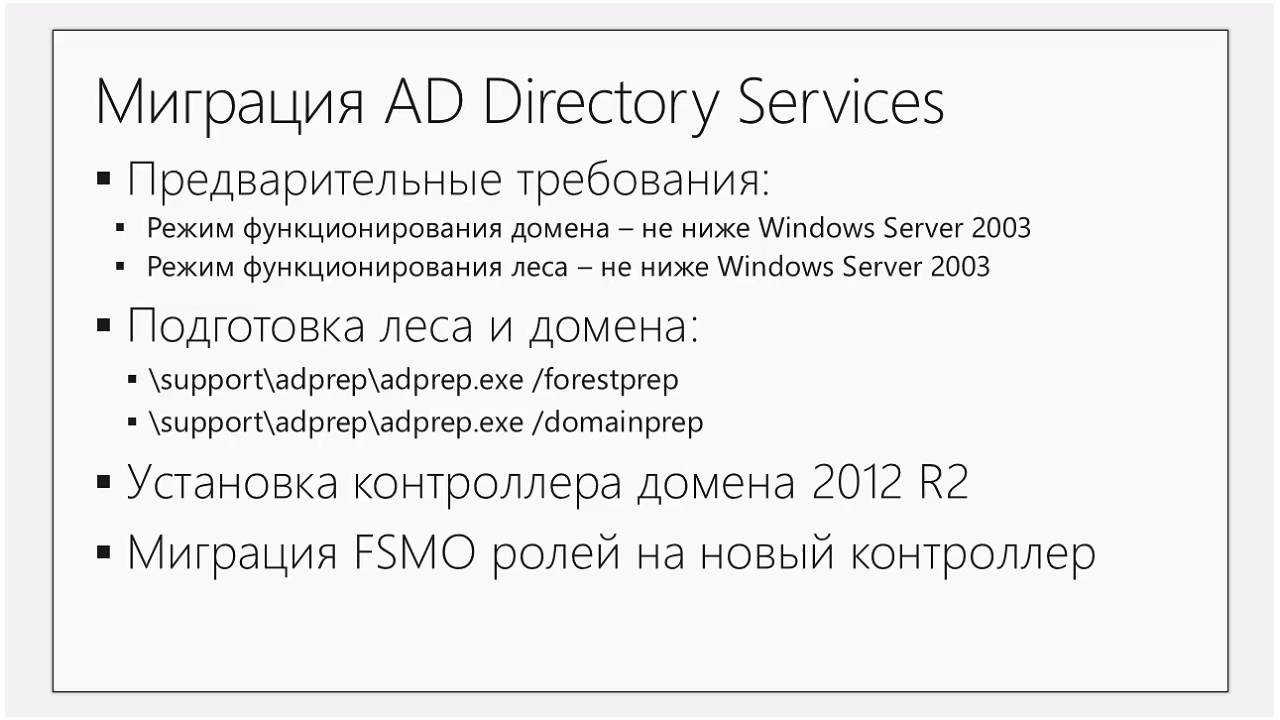 Миграция AD Directory Services
▪ Предварительные требования:
▪ Режим функционирования домена – не ниже Windows Server 2003
▪ Режим функционирования леса – не ниже Windows Server 2003
▪ Подготовка леса и домена:
▪ \support\adprep\adprep.exe /forestprep
▪ \support\adprep\adprep.exe /domainprep
▪ Установка контроллера домена 2012 R2
▪ Миграция FSMO ролей на новый контроллер